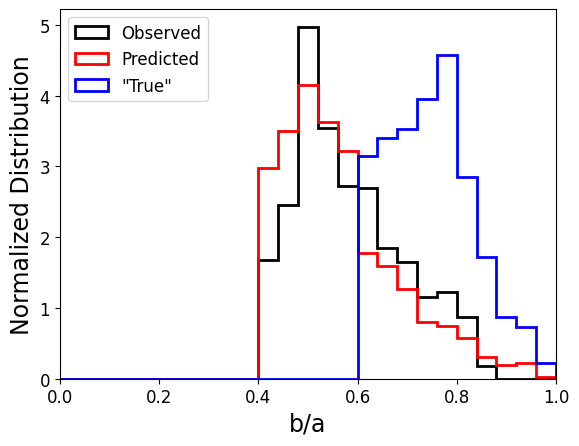 Observed
Predicted
"True"
Normalized Distribution
5
4
3
2
1
0
0.0 0.2 0.4 0.6 0.8 1.0
b/a